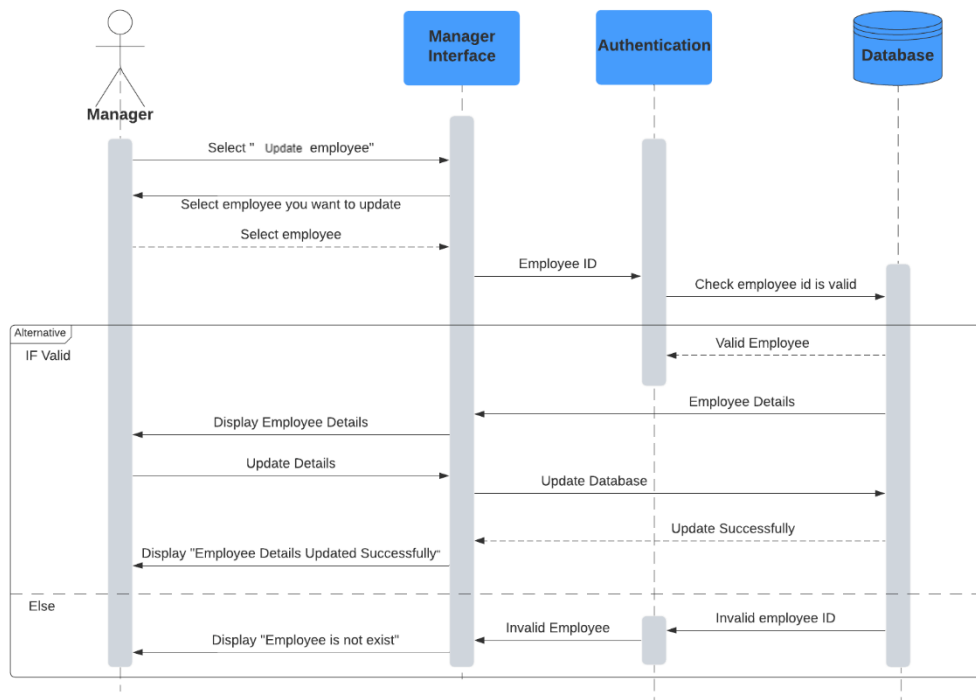 Manager
Interface
Authentication
Database
Manager
Select " Update employee"
Select employee you want to update
Select employee
Employee ID
Check employee id is valid
Alternative
IF Valid
Valid Employee
Employee Details
Display Employee Details
Update Details
Update Database
Update Successfully
Display "Employee Details Updated Successfully"
Else
Invalid employee ID
Invalid Employee
Display "Employee is not exist"